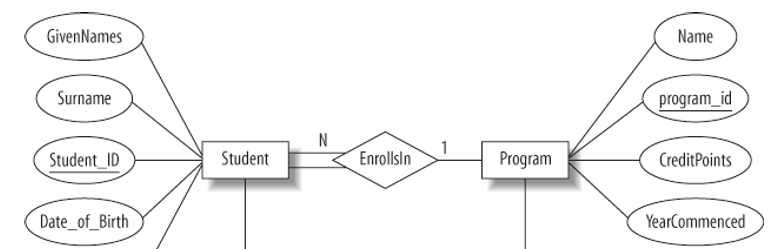 GivenNames
Name
Surname
program_id
N
1
Student_ID
Student
EnrollsIn
Program
CreditPoints
Date_of_Birth
YearCommenced